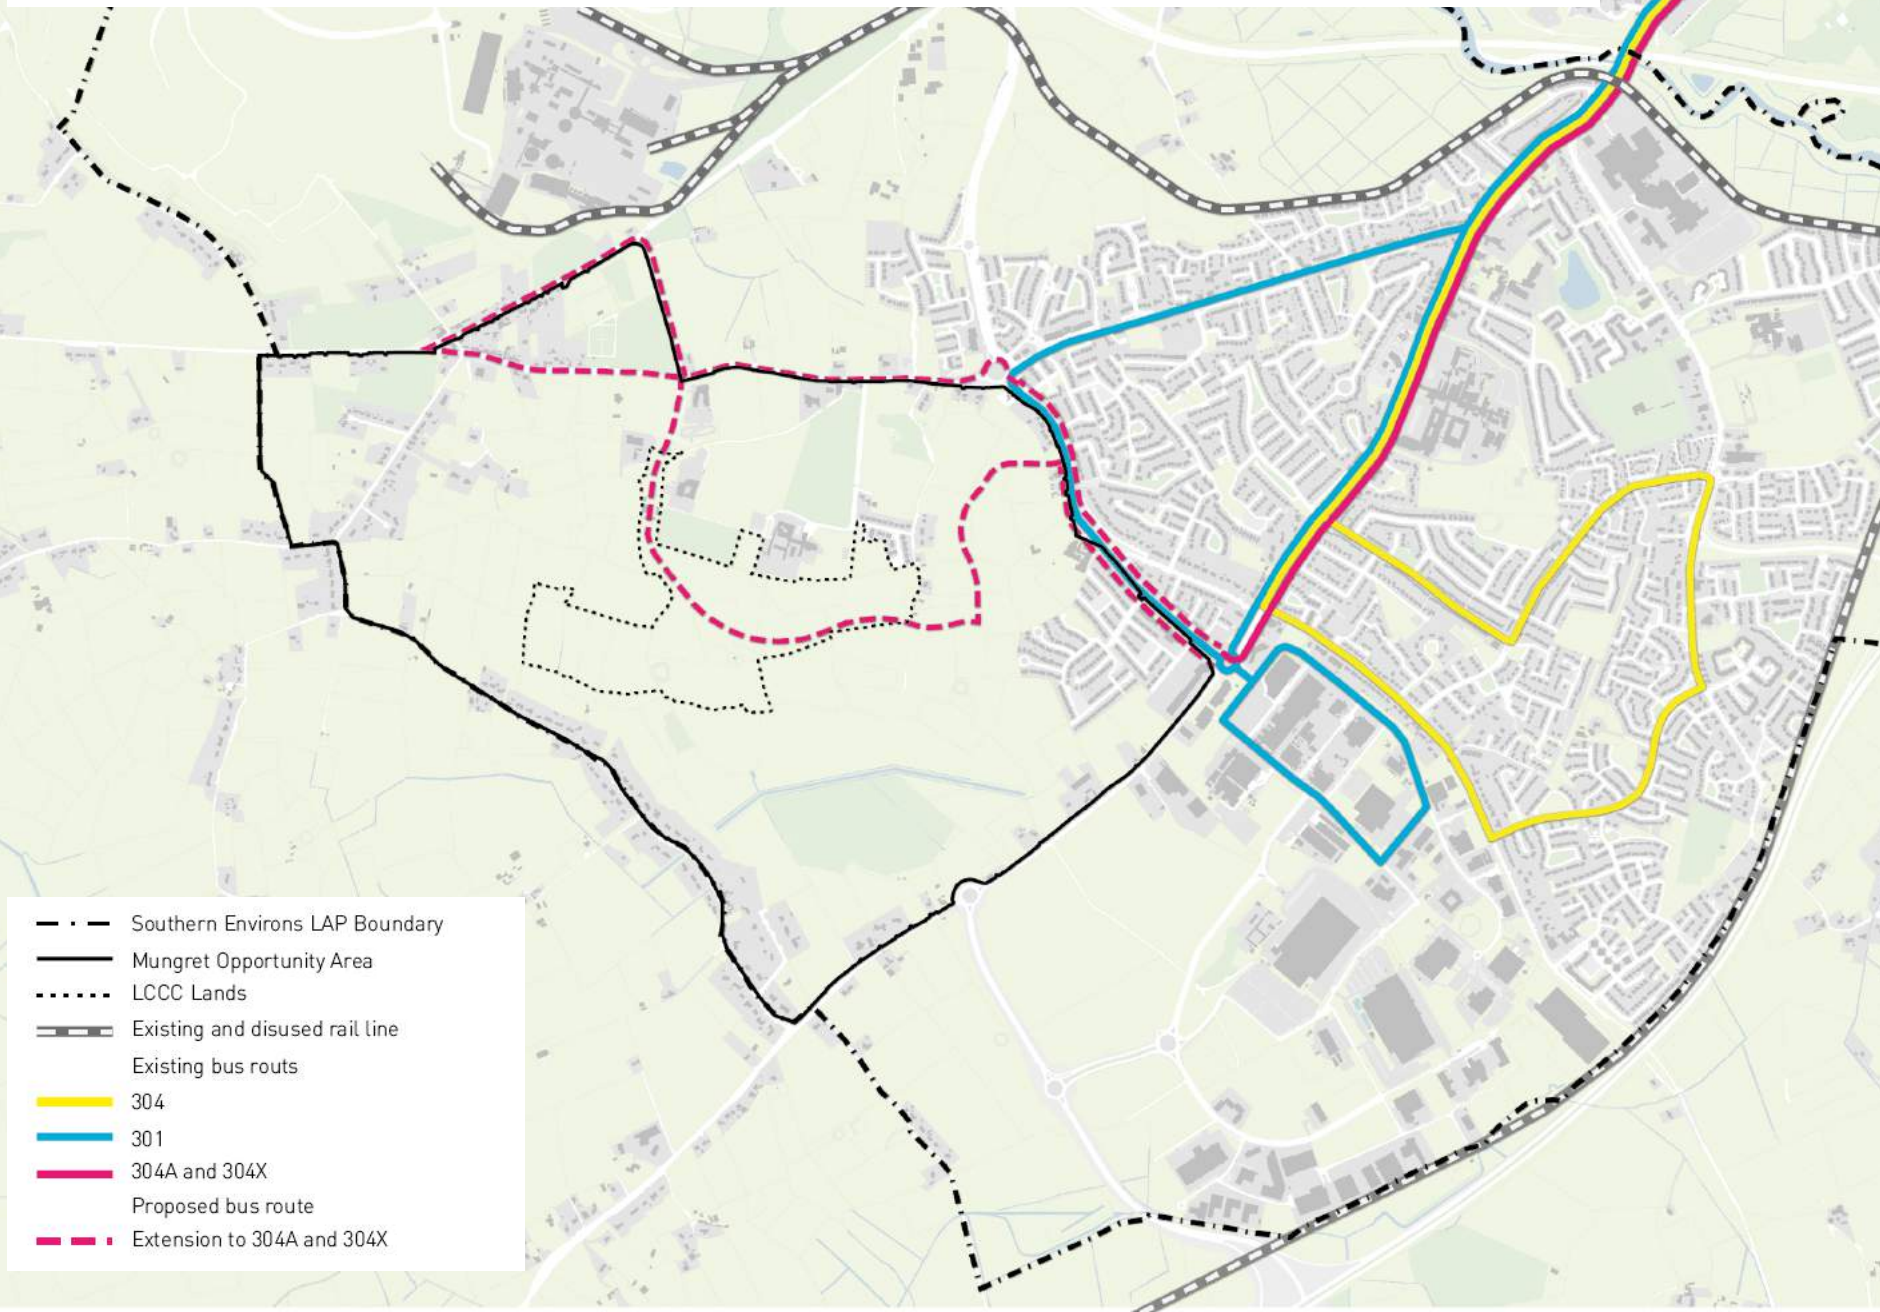 Southern Environs LAP Boundary
Mungret Opportunity Area
LCCC Lands
Existing and disused rail line
Existing bus routs
304
301
304A and 304X
Proposed bus route
Extension to 304A and 304X